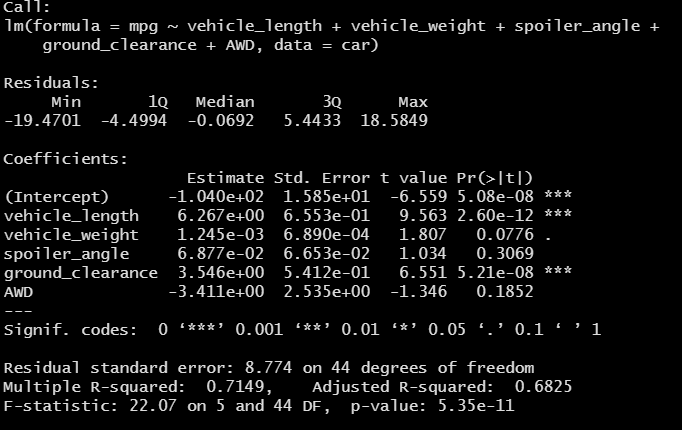 Call:
lm(formula = mpg ~ vehicle_length + vehicle_weight + spoiler_angle +
    ground_clearance + AWD, data = car)
Residuals:
     Min       1Q   Median       3Q      Max
-19.4701  -4.4994  -0.0692   5.4433  18.5849
Coefficients:
                   Estimate Std. Error t value Pr(>|t|)
(Intercept)      -1.040e+02  1.585e+01  -6.559 5.08e-08 ***
vehicle_length    6.267e+00  6.553e-01   9.563 2.60e-12 ***
vehicle_weight    1.245e-03  6.890e-04   1.807   0.0776 .
spoiler_angle     6.877e-02  6.653e-02   1.034   0.3069
ground_clearance  3.546e+00  5.412e-01   6.551 5.21e-08 ***
AWD              -3.411e+00  2.535e+00  -1.346   0.1852
---
Signif. codes:  0 ‘***’ 0.001 ‘**’ 0.01 ‘*’ 0.05 ‘.’ 0.1 ‘ ’ 1
Residual standard error: 8.774 on 44 degrees of freedom
Multiple R-squared:  0.7149,    Adjusted R-squared:  0.6825
F-statistic: 22.07 on 5 and 44 DF,  p-value: 5.35e-11